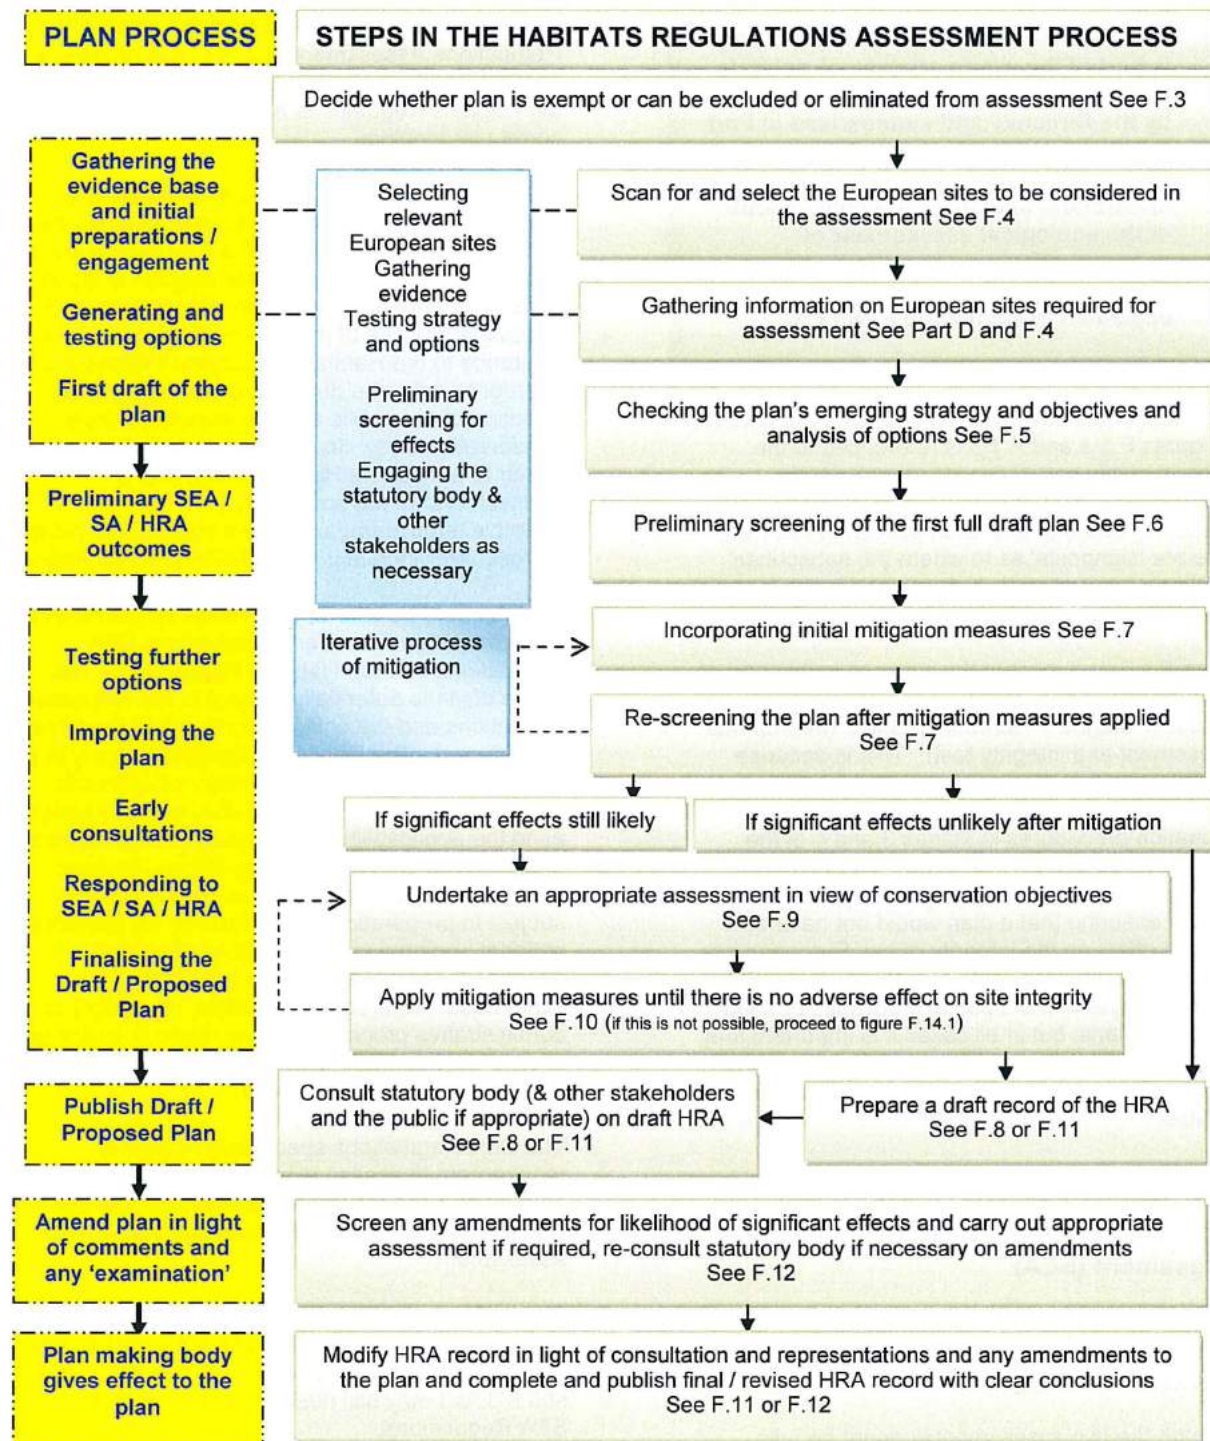 PLAN PROCESS
STEPS IN THE HABITATS REGULATIONS ASSESSMENT PROCESS
Decide whether plan is exempt or can be excluded or eliminated from assessment See F.3
Gathering the
evidence base
and initial
preparations /
engagement
Generating and
testing options
First draft of the
plan
Selecting
relevant
European sites
Gathering
evidence
Testing strategy
and options
Preliminary
screening for
effects
Engaging the
statutory body &
other
stakeholders as
necessary
Scan for and select the European sites to be considered in
the assessment See F.4
Gathering information on European sites required for
assessment See Part D and F.4
Checking the plan's emerging strategy and objectives and
analysis of options See F.5
Preliminary SEA /
SA / HRA
outcomes
Preliminary screening of the first full draft plan See F.6
Testing further
options
Improving the
plan
Early
consultations
Responding to
SEA / SA / HRA
Finalising the
Draft / Proposed
Plan
Iterative process
of mitigation
Incorporating initial mitigation measures See F.7
Re-screening the plan after mitigation measures applied
See F.7
If significant effects still likely
If significant effects unlikely after mitigation
Undertake an appropriate assessment in view of conservation objectives
See F.9
Apply mitigation measures until there is no adverse effect on site integrity
See F.10 (if this is not possible, proceed to figure F.14.1)
Publish Draft /
Proposed Plan
Consult statutory body (& other stakeholders
and the public if appropriate) on draft HRA
See F.8 or F.11
Prepare a draft record of the HRA
See F.8 or F.11
Amend plan in light
of comments and
any 'examination'
Screen any amendments for likelihood of significant effects and carry out appropriate
assessment if required, re-consult statutory body if necessary on amendments
See F.12
Plan making body
gives effect to the
plan
Modify HRA record in light of consultation and representations and any amendments to
the plan and complete and publish final / revised HRA record with clear conclusions
See F.11 or F.12